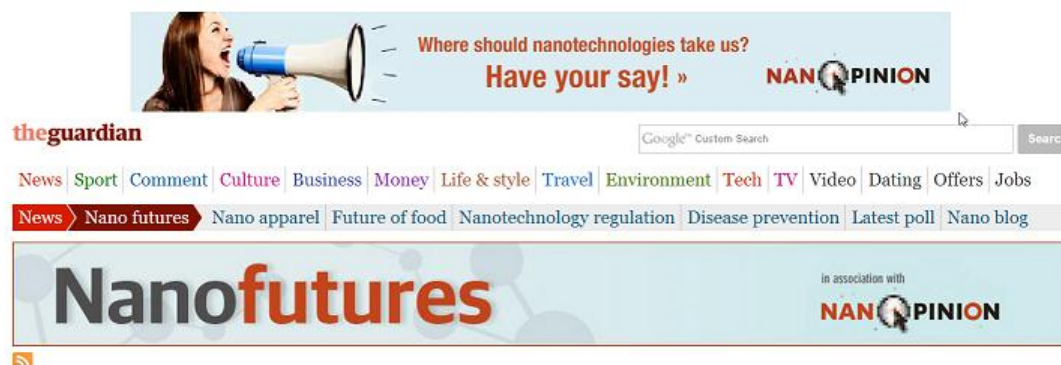 Where should nanotechnologies take us?
Have your say! »
NANOPINION
theguardian
Google™ Custom Search
Searc
News Sport Comment Culture Business Money Life & style Travel Environment Tech TV Video Dating Offers Jobs
News Nano futures Nano apparel Future of food Nanotechnology regulation Disease prevention Latest poll Nano blog
Nanofutures
in association with
NANOPINION